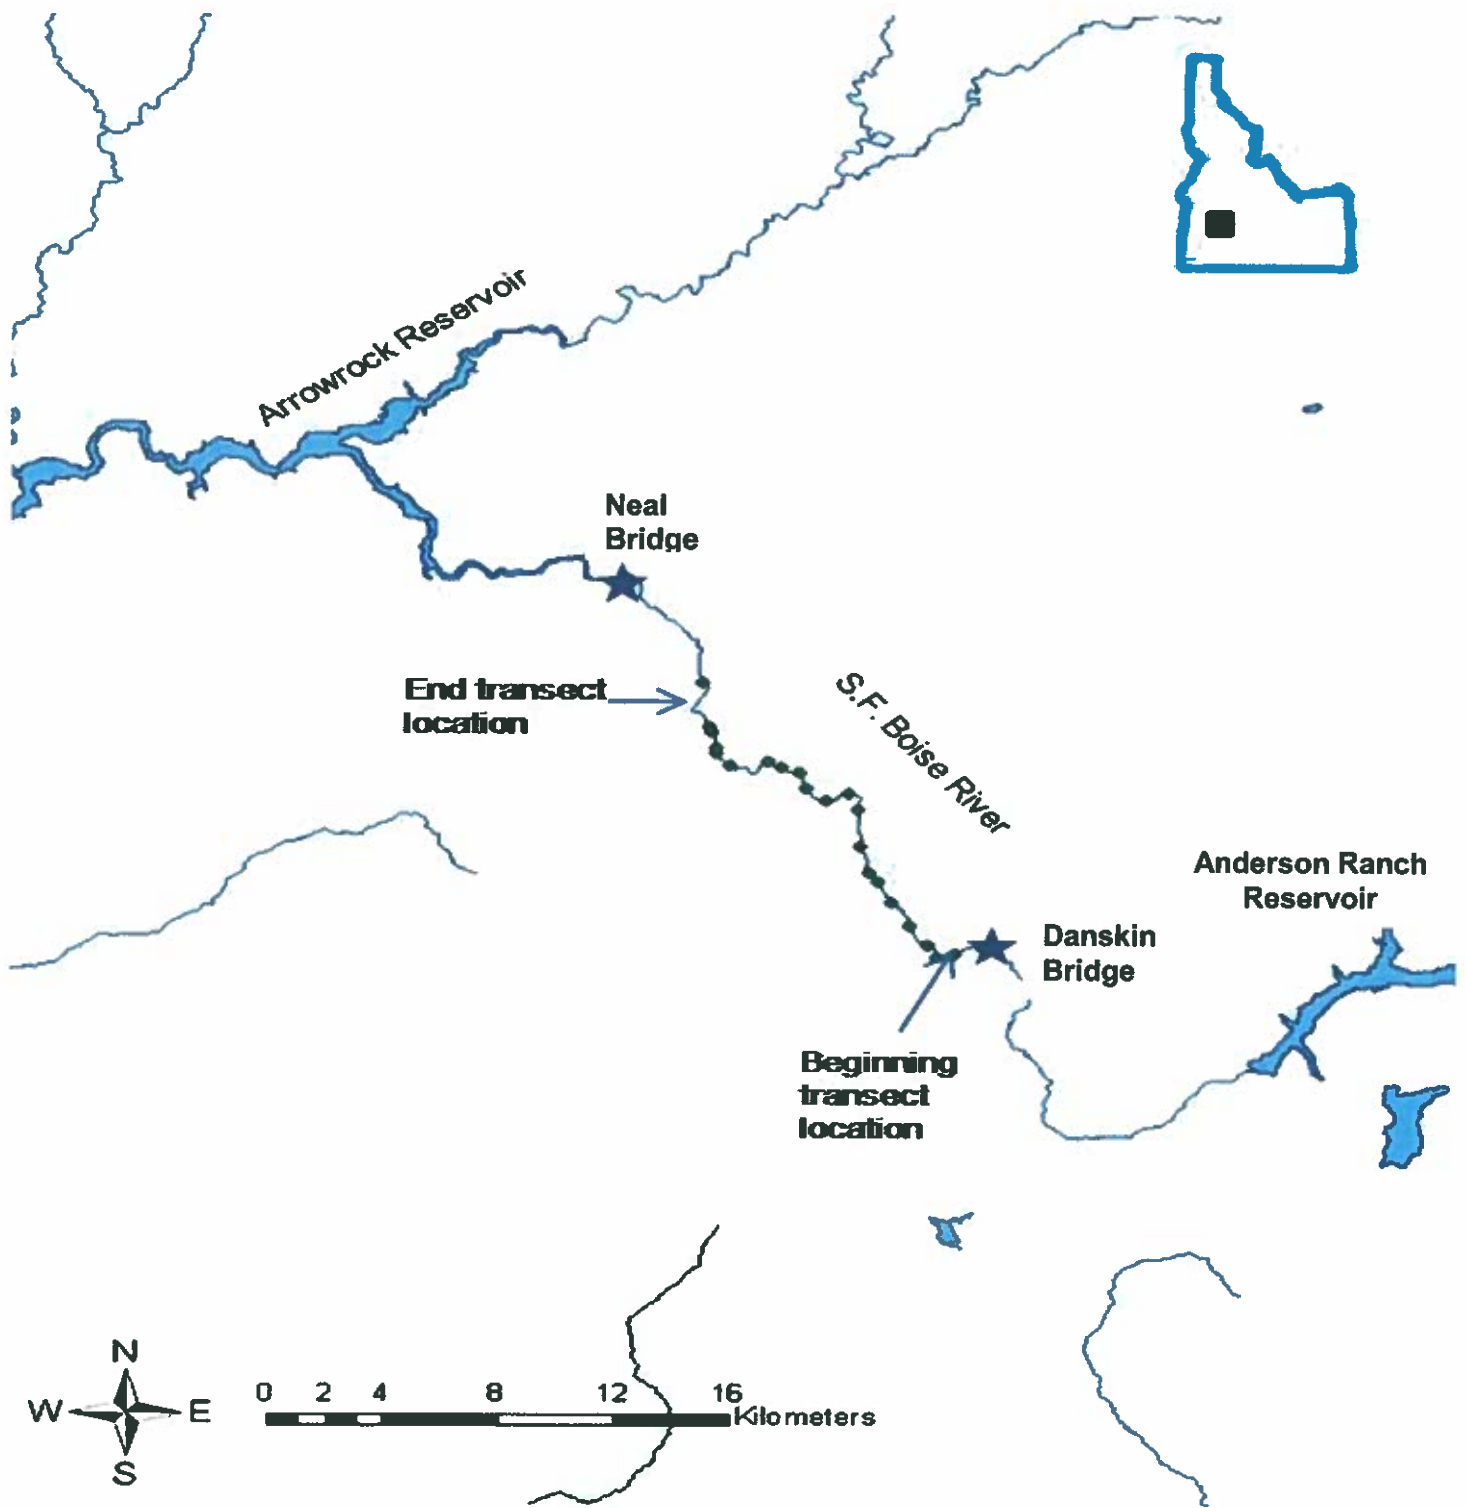 Arrowrock Reservoir
Neal
Bridge
End transect
location
S.F. Boise River
Anderson Ranch
Reservoir
Danskin
Bridge
Beginning
transect
location
N
W E
S
0 2 4 8 12 16
Kilometers